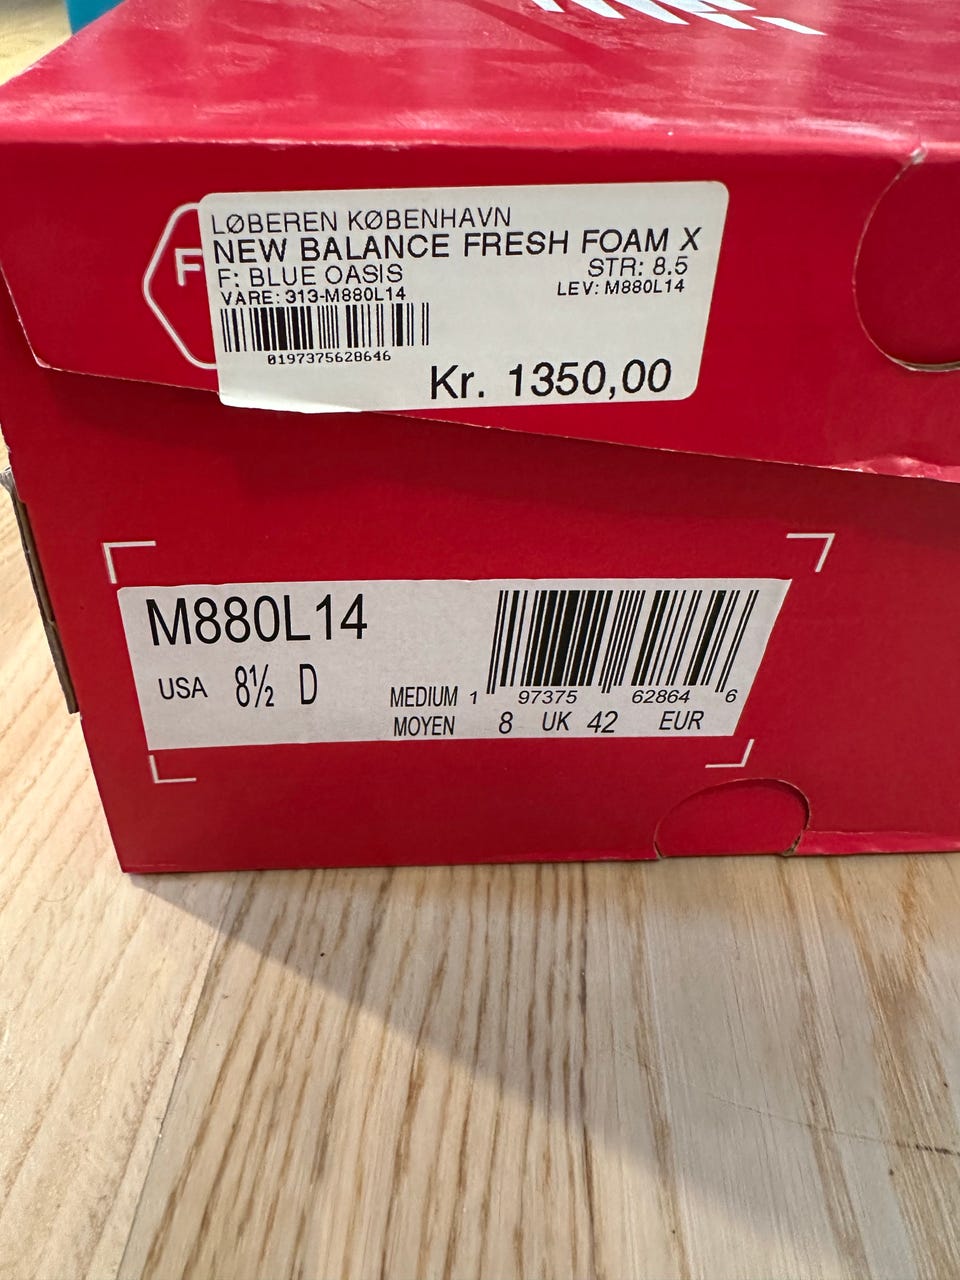 F
LØBEREN KØBENHAVN
NEW BALANCE FRESH FOAM X
F: BLUE OASIS STR: 8.5
VARE: 313-M880L14 LEV: M880L14
0197375628646
Kr. 1350,00
M880L14
USA 8½ D
MEDIUM 1 97375 62864 6
MOYEN 8 UK 42 EUR